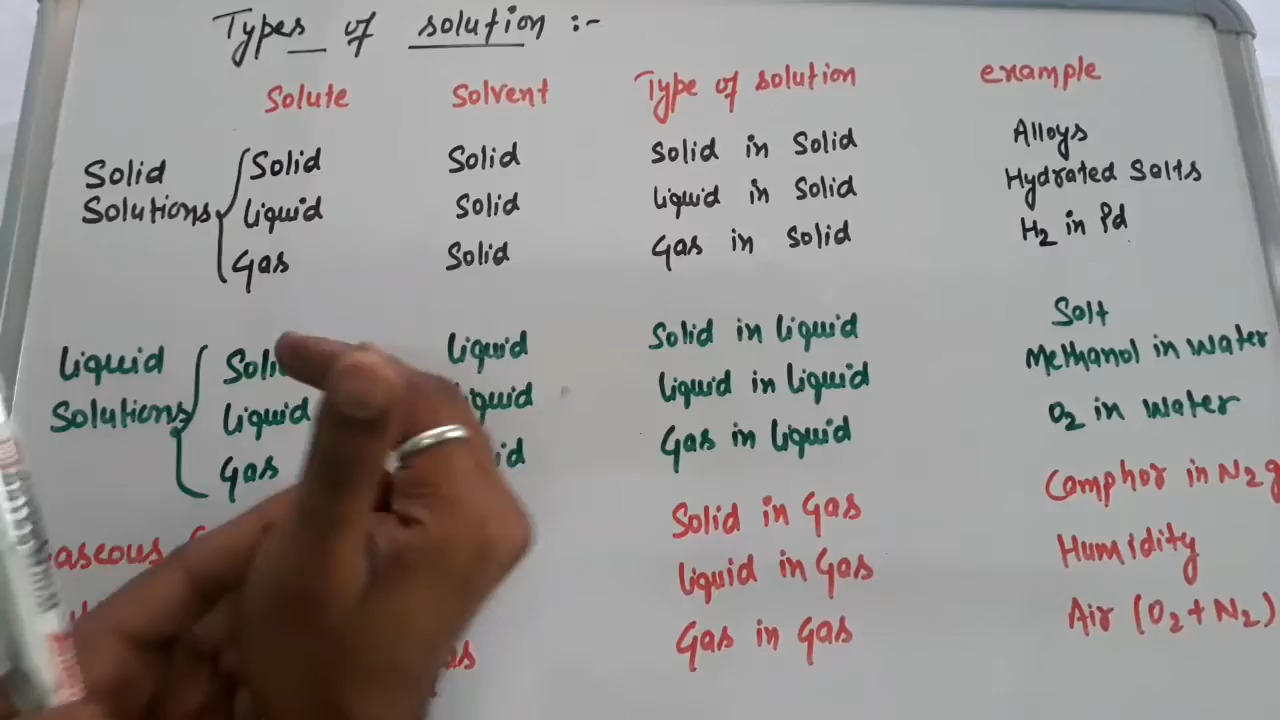 Types of solution :-
Solute Solvent Type of solution example
Solid Solutions
Solid Solid Solid in Solid Alloys
Liquid Solid Liquid in Solid Hydrated Salts
Gas Solid Gas in Solid H2 in Pd
Liquid Solutions
Liquid Solid in liquid Salt
Liquid Liquid in liquid Methanol in water
Gas Gas in liquid O2 in water
Solid in Gas Camphor in N2
Liquid in Gas Humidity
Gas in Gas Air (O2 + N2)